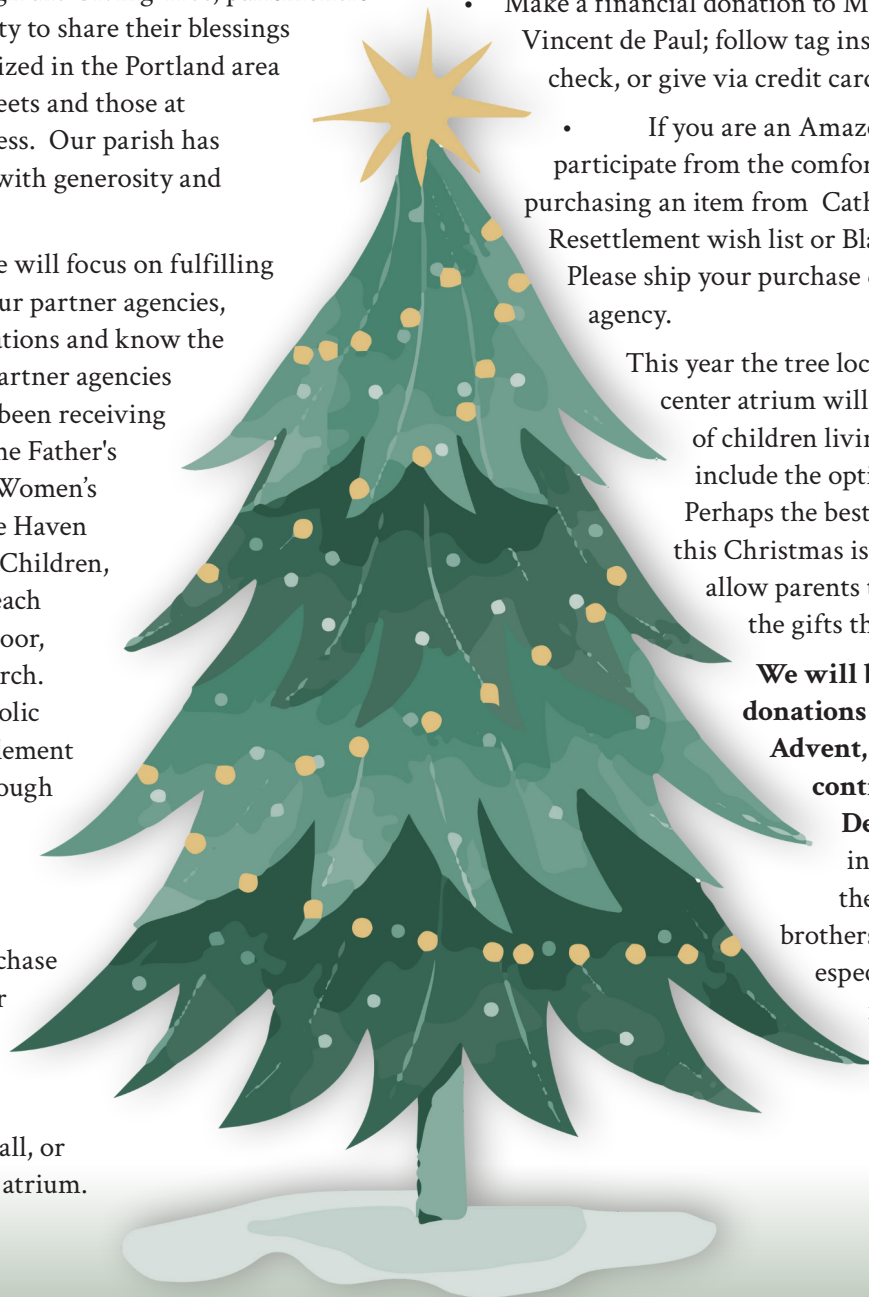 ty to share their blessings
ized in the Portland area
eets and those at
ess. Our parish has
with generosity and
e will focus on fulfilling
ur partner agencies,
tions and know the
artner agencies
been receiving
he Father's
Women’s
e Haven
Children,
each
oor,
rch.
olic
lement
ough
chase
r
all, or
atrium.
• Make a financial donation to M
Vincent de Paul; follow tag ins
check, or give via credit car
• If you are an Amaz
participate from the comfor
purchasing an item from Cath
Resettlement wish list or Bla
Please ship your purchase
agency.
This year the tree loc
center atrium will
of children livin
include the opti
Perhaps the best
this Christmas is
allow parents t
the gifts th
We will b
donations
Advent,
cont
De
in
the
brothers
espec